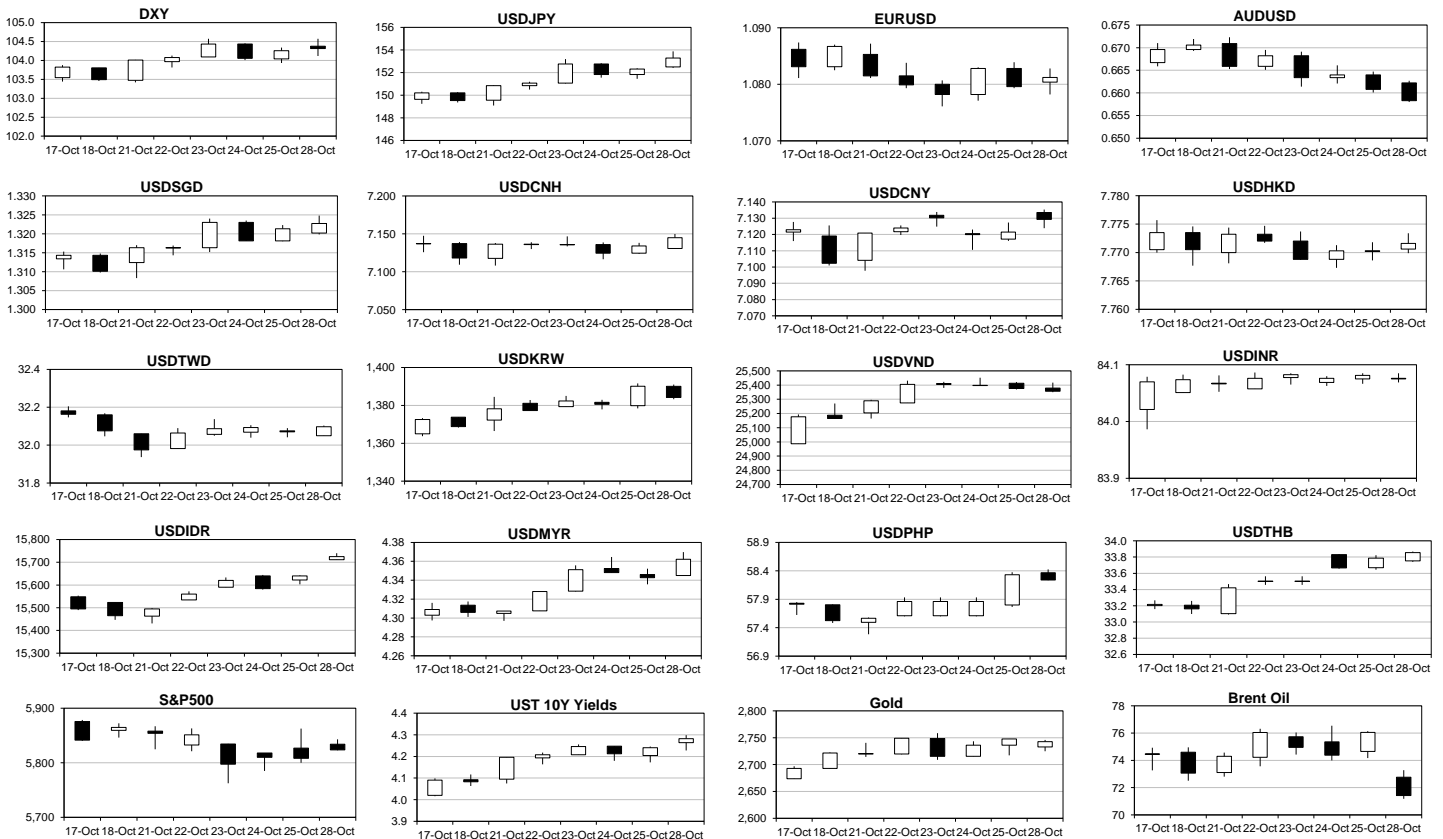 DXY
105.0
104.5
104.0
103.5
103.0
102.5
102.0
17-Oct 18-Oct 21-Oct 22-Oct 23-Oct 24-Oct 25-Oct 28-Oct
USDJPY
156
154
152
150
148
146
17-Oct 18-Oct 21-Oct 22-Oct 23-Oct 24-Oct 25-Oct 28-Oct
EURUSD
1.090
1.080
1.070
17-Oct 18-Oct 21-Oct 22-Oct 23-Oct 24-Oct 25-Oct 28-Oct
AUDUSD
0.675
0.670
0.665
0.660
0.655
0.650
17-Oct 18-Oct 21-Oct 22-Oct 23-Oct 24-Oct 25-Oct 28-Oct
USDSGD
1.330
1.325
1.320
1.315
1.310
1.305
1.300
17-Oct 18-Oct 21-Oct 22-Oct 23-Oct 24-Oct 25-Oct 28-Oct
USDCNH
7.200
7.150
7.100
7.050
17-Oct 18-Oct 21-Oct 22-Oct 23-Oct 24-Oct 25-Oct 28-Oct
USDCNY
7.140
7.130
7.120
7.110
7.100
7.090
7.080
7.070
17-Oct 18-Oct 21-Oct 22-Oct 23-Oct 24-Oct 25-Oct 28-Oct
USDHKD
7.780
7.775
7.770
7.765
7.760
17-Oct 18-Oct 21-Oct 22-Oct 23-Oct 24-Oct 25-Oct 28-Oct
USDTWD
32.4
32.2
32.0
31.8
17-Oct 18-Oct 21-Oct 22-Oct 23-Oct 24-Oct 25-Oct 28-Oct
USDKRW
1,400
1,380
1,360
1,340
17-Oct 18-Oct 21-Oct 22-Oct 23-Oct 24-Oct 25-Oct 28-Oct
USDVND
25,500
25,400
25,300
25,200
25,100
25,000
24,900
24,800
24,700
17-Oct 18-Oct 21-Oct 22-Oct 23-Oct 24-Oct 25-Oct 28-Oct
USDINR
84.1
84.0
83.9
17-Oct 18-Oct 21-Oct 22-Oct 23-Oct 24-Oct 25-Oct 28-Oct
USDIDR
15,800
15,700
15,600
15,500
15,400
15,300
17-Oct 18-Oct 21-Oct 22-Oct 23-Oct 24-Oct 25-Oct 28-Oct
USDMYR
4.38
4.36
4.34
4.32
4.30
4.28
4.26
17-Oct 18-Oct 21-Oct 22-Oct 23-Oct 24-Oct 25-Oct 28-Oct
USDPHP
58.9
58.4
57.9
57.4
56.9
17-Oct 18-Oct 21-Oct 22-Oct 23-Oct 24-Oct 25-Oct 28-Oct
USDTHB
34.0
33.8
33.6
33.4
33.2
33.0
32.8
32.6
17-Oct 18-Oct 21-Oct 22-Oct 23-Oct 24-Oct 25-Oct 28-Oct
S&P500
5,900
5,800
5,700
17-Oct 18-Oct 21-Oct 22-Oct 23-Oct 24-Oct 25-Oct 28-Oct
UST 10Y Yields
4.4
4.3
4.2
4.1
4.0
3.9
17-Oct 18-Oct 21-Oct 22-Oct 23-Oct 24-Oct 25-Oct 28-Oct
Gold
2,800
2,750
2,700
2,650
2,600
17-Oct 18-Oct 21-Oct 22-Oct 23-Oct 24-Oct 25-Oct 28-Oct
Brent Oil
78
76
74
72
70
17-Oct 18-Oct 21-Oct 22-Oct 23-Oct 24-Oct 25-Oct 28-Oct